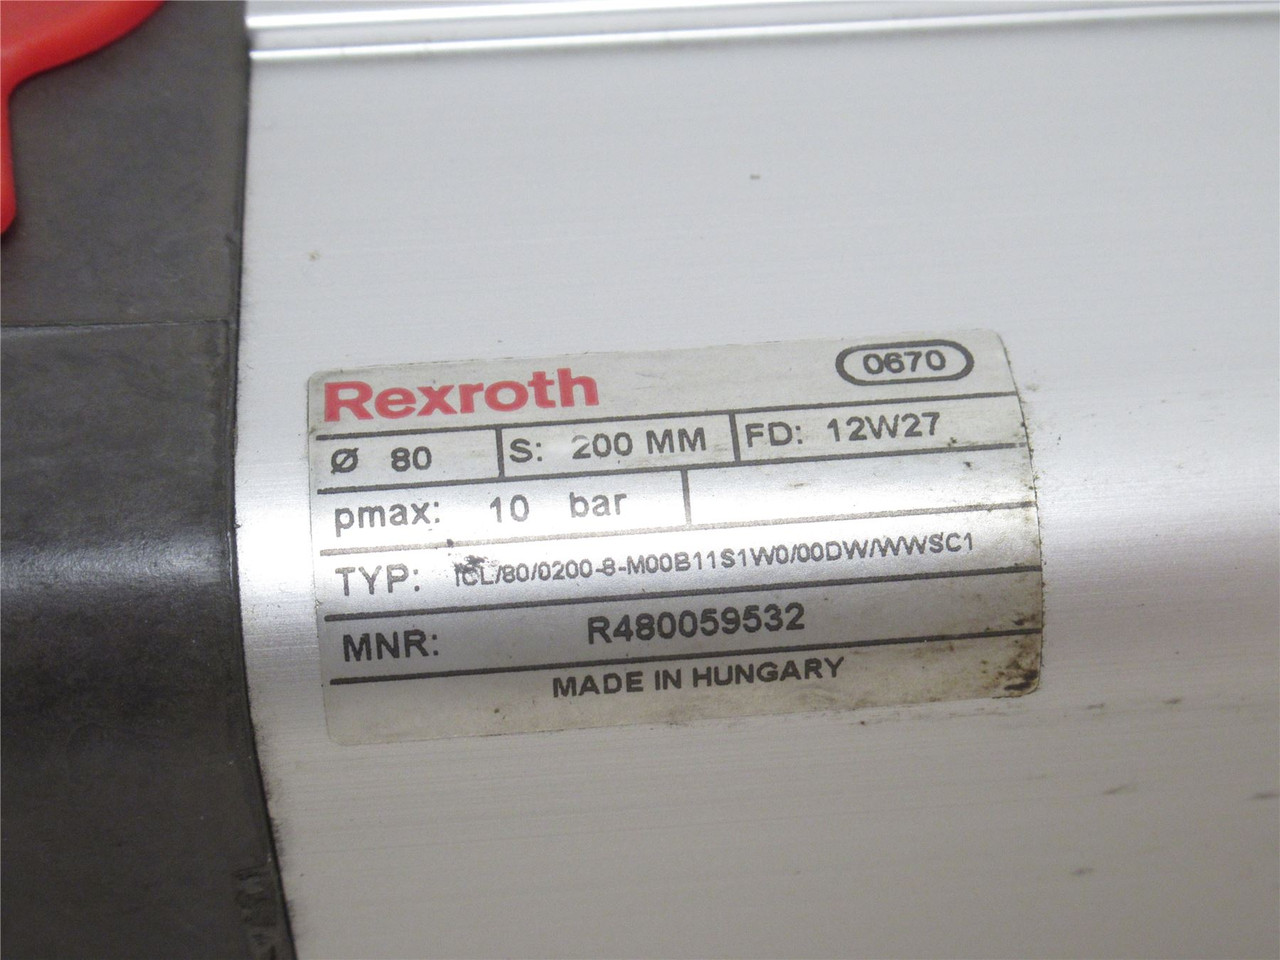 Rexroth 0670
Ø 80 S: 200 MM FD: 12W27
pmax: 10 bar
TYP: ICL/80/0200-8-M00B11S1W0/00DW/WWSC1
MNR: R480059532
MADE IN HUNGARY